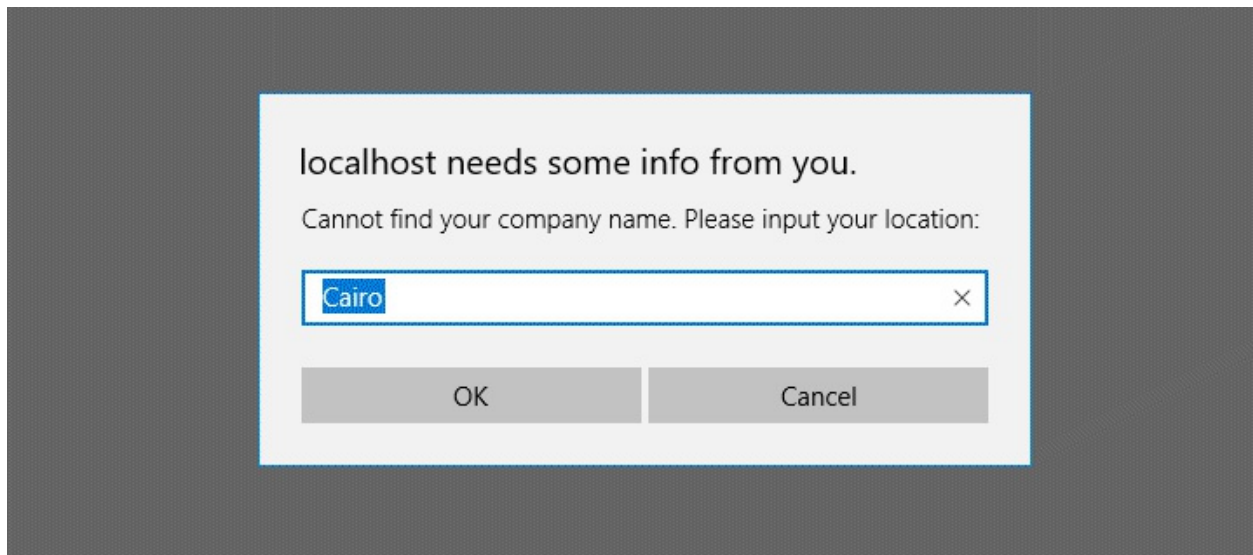 localhost needs some info from you.
Cannot find your company name. Please input your location:
Cairo
OK
Cancel